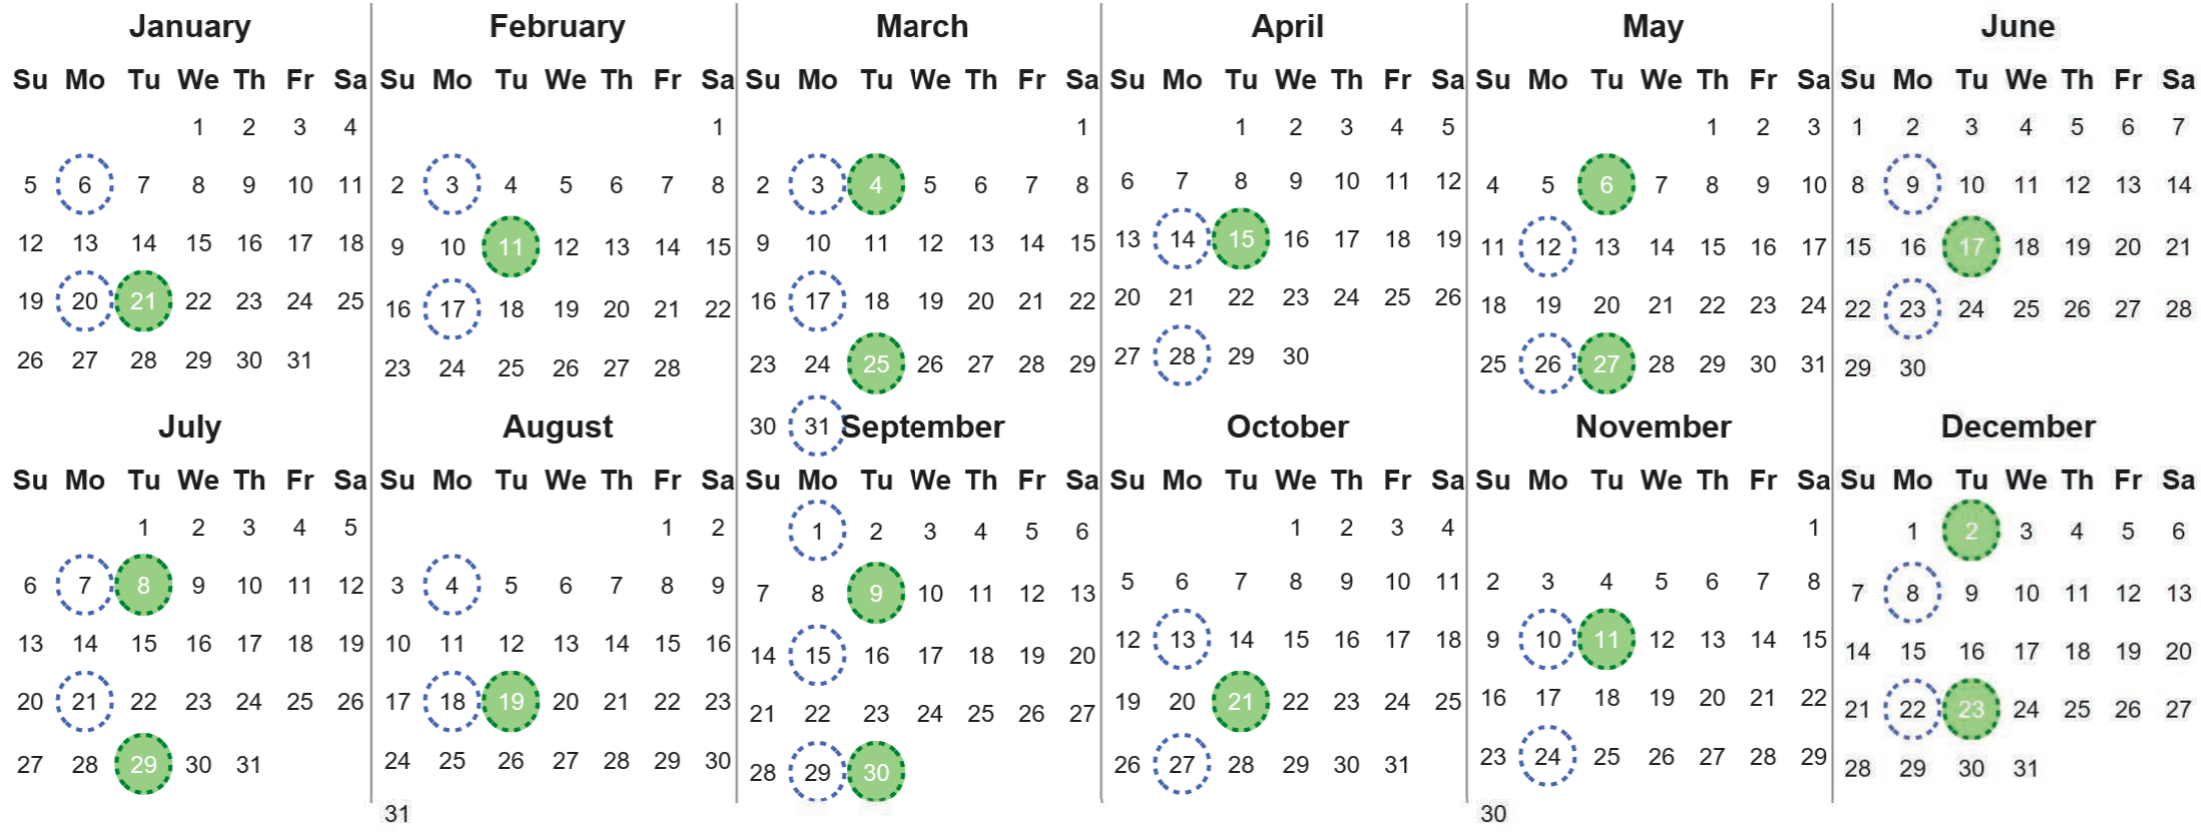 January
Su Mo Tu We Th Fr Sa
1 2 3 4
5 6 7 8 9 10 11
12 13 14 15 16 17 18
19 20 21 22 23 24 25
26 27 28 29 30 31
February
Su Mo Tu We Th Fr Sa
1
2 3 4 5 6 7 8
9 10 11 12 13 14 15
16 17 18 19 20 21 22
23 24 25 26 27 28
March
Su Mo Tu We Th Fr Sa
1
2 3 4 5 6 7 8
9 10 11 12 13 14 15
16 17 18 19 20 21 22
23 24 25 26 27 28 29
30 31
April
Su Mo Tu We Th Fr Sa
1 2 3 4 5
6 7 8 9 10 11 12
13 14 15 16 17 18 19
20 21 22 23 24 25 26
27 28 29 30
May
Su Mo Tu We Th Fr Sa
1 2 3
4 5 6 7 8 9 10
11 12 13 14 15 16 17
18 19 20 21 22 23 24
25 26 27 28 29 30 31
June
Su Mo Tu We Th Fr Sa
1 2 3 4 5 6 7
8 9 10 11 12 13 14
15 16 17 18 19 20 21
22 23 24 25 26 27 28
29 30
July
Su Mo Tu We Th Fr Sa
1 2 3 4 5
6 7 8 9 10 11 12
13 14 15 16 17 18 19
20 21 22 23 24 25 26
27 28 29 30 31
August
Su Mo Tu We Th Fr Sa
1 2
3 4 5 6 7 8 9
10 11 12 13 14 15 16
17 18 19 20 21 22 23
24 25 26 27 28 29 30
31
September
Su Mo Tu We Th Fr Sa
1 2 3 4 5 6
7 8 9 10 11 12 13
14 15 16 17 18 19 20
21 22 23 24 25 26 27
28 29 30
October
Su Mo Tu We Th Fr Sa
1 2 3 4
5 6 7 8 9 10 11
12 13 14 15 16 17 18
19 20 21 22 23 24 25
26 27 28 29 30 31
November
Su Mo Tu We Th Fr Sa
1
2 3 4 5 6 7 8
9 10 11 12 13 14 15
16 17 18 19 20 21 22
23 24 25 26 27 28 29
30
December
Su Mo Tu We Th Fr Sa
1 2 3 4 5 6
7 8 9 10 11 12 13
14 15 16 17 18 19 20
21 22 23 24 25 26 27
28 29 30 31